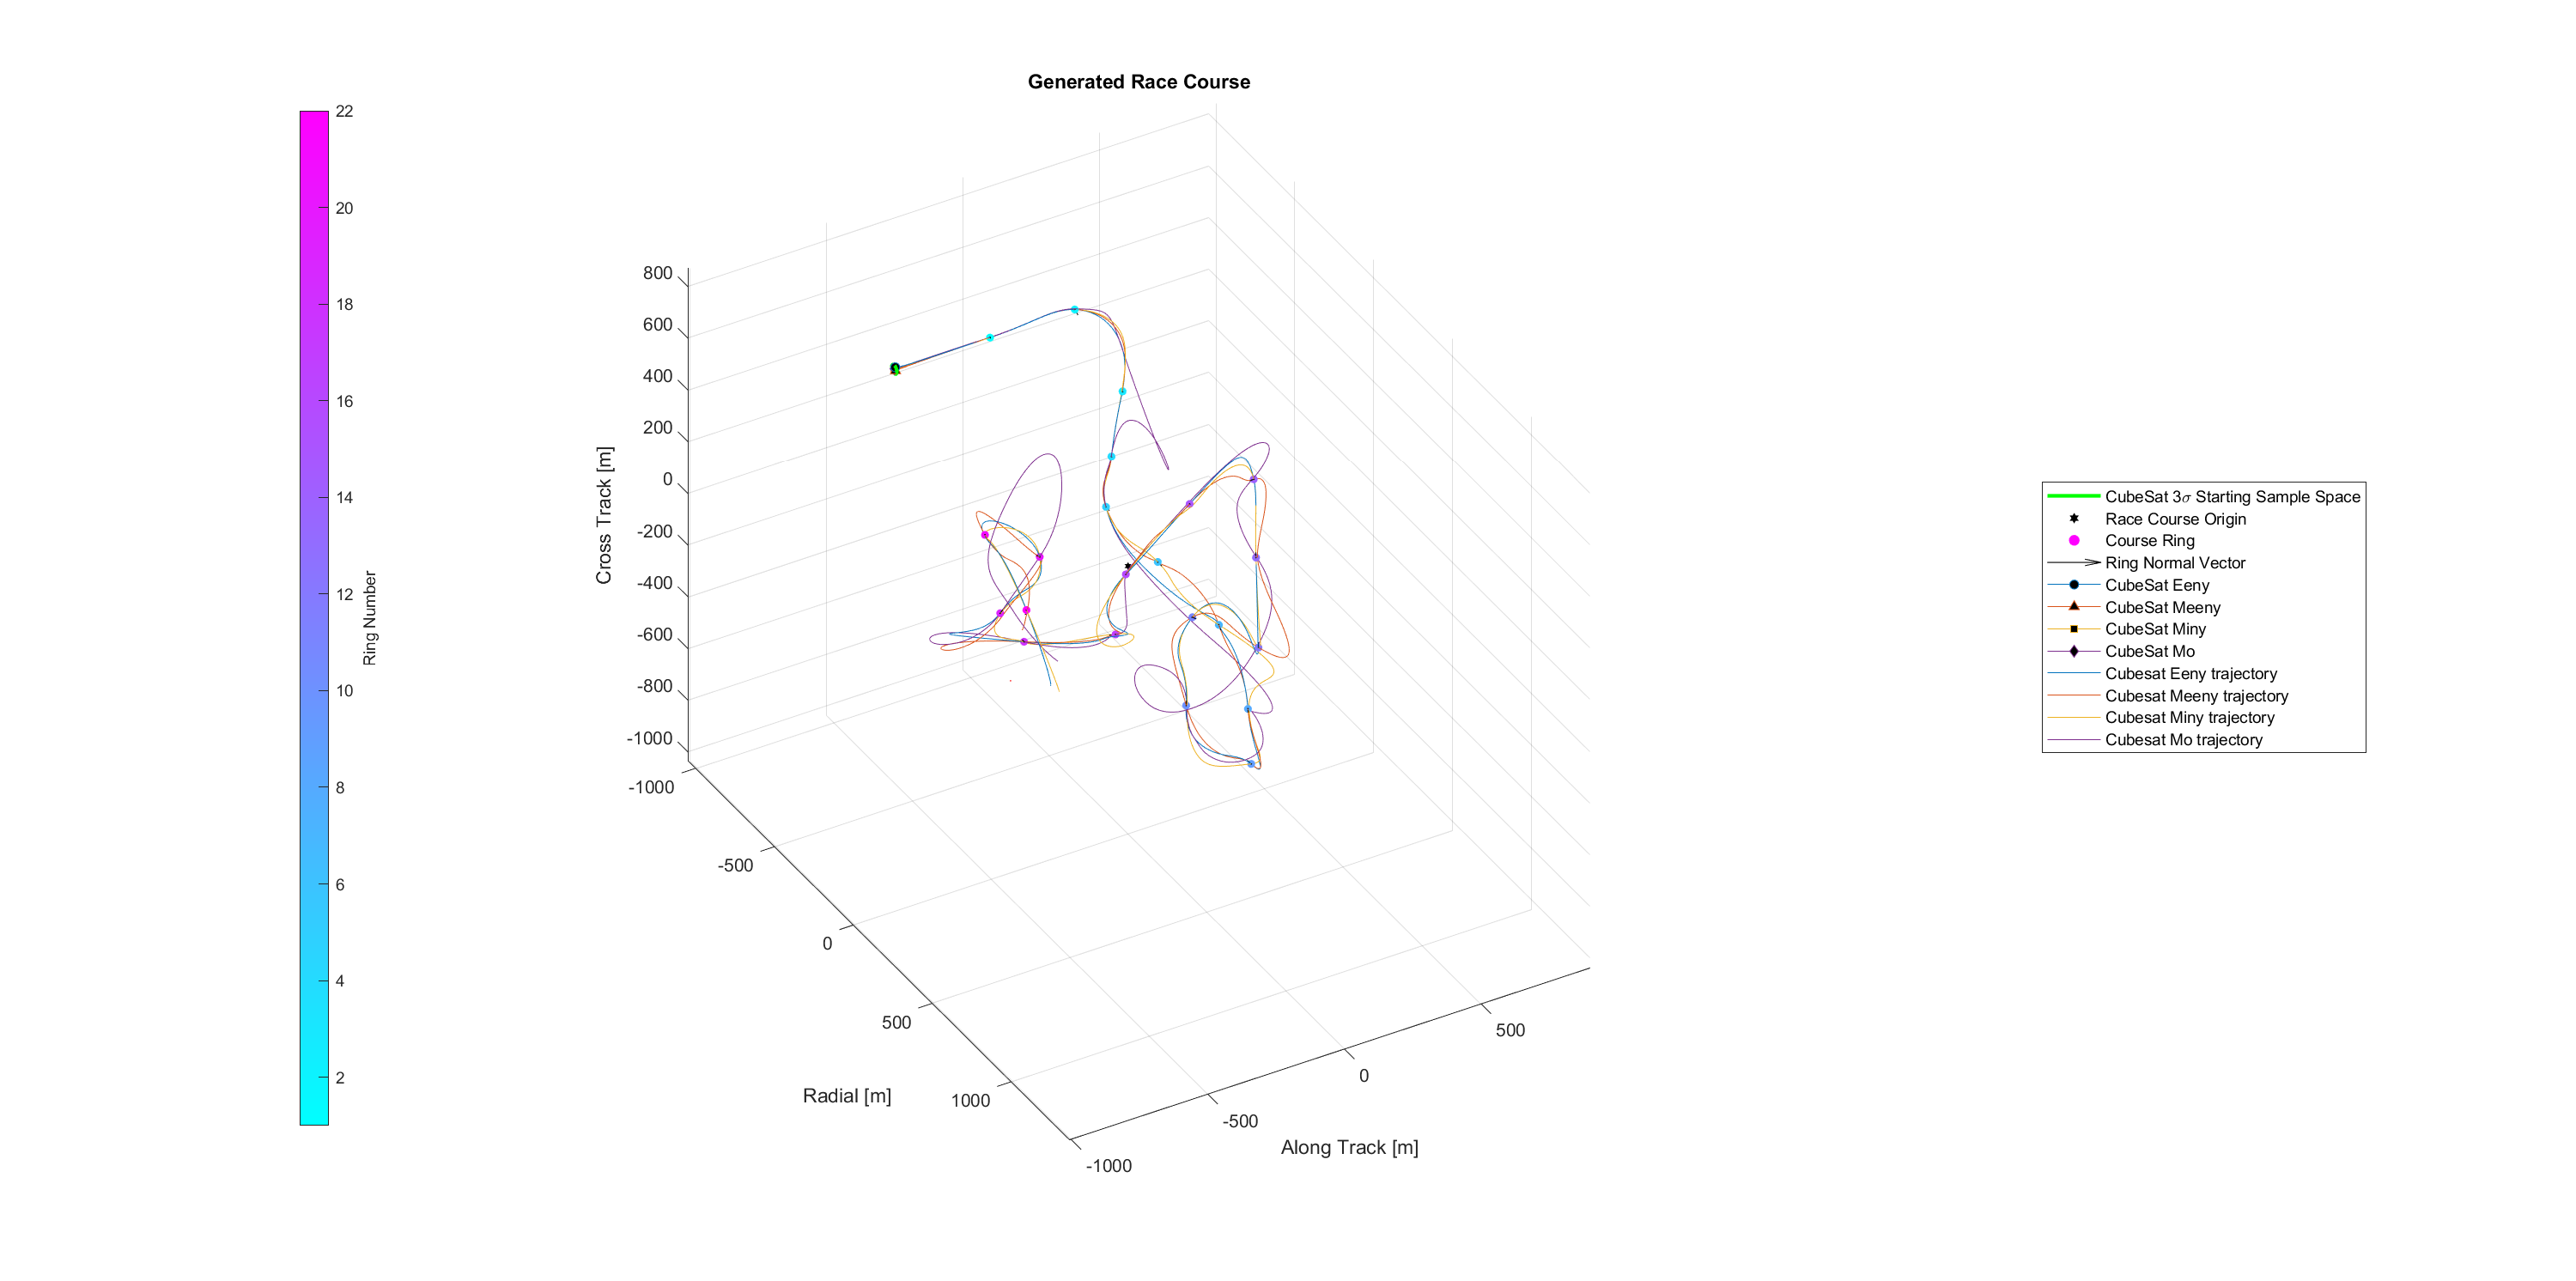 Generated Race Course
22
20
18
16
14
12
10
8
6
4
2
Ring Number
800
600
400
200
0
-200
-400
-600
-800
-1000
Cross Track [m]
-1000
-500
0
500
1000
Radial [m]
-1000
-500
0
500
Along Track [m]
CubeSat 3σ Starting Sample Space
Race Course Origin
Course Ring
Ring Normal Vector
CubeSat Eeny
CubeSat Meeny
CubeSat Miny
CubeSat Mo
Cubesat Eeny trajectory
Cubesat Meeny trajectory
Cubesat Miny trajectory
Cubesat Mo trajectory